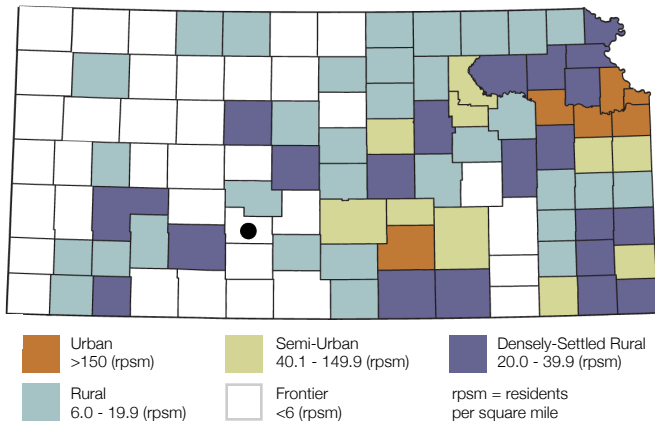 Urban
>150 (rpsm)
Semi-Urban
40.1 - 149.9 (rpsm)
Densely-Settled Rural
20.0 - 39.9 (rpsm)
Rural
6.0 - 19.9 (rpsm)
Frontier
<6 (rpsm)
rpsm = residents
per square mile